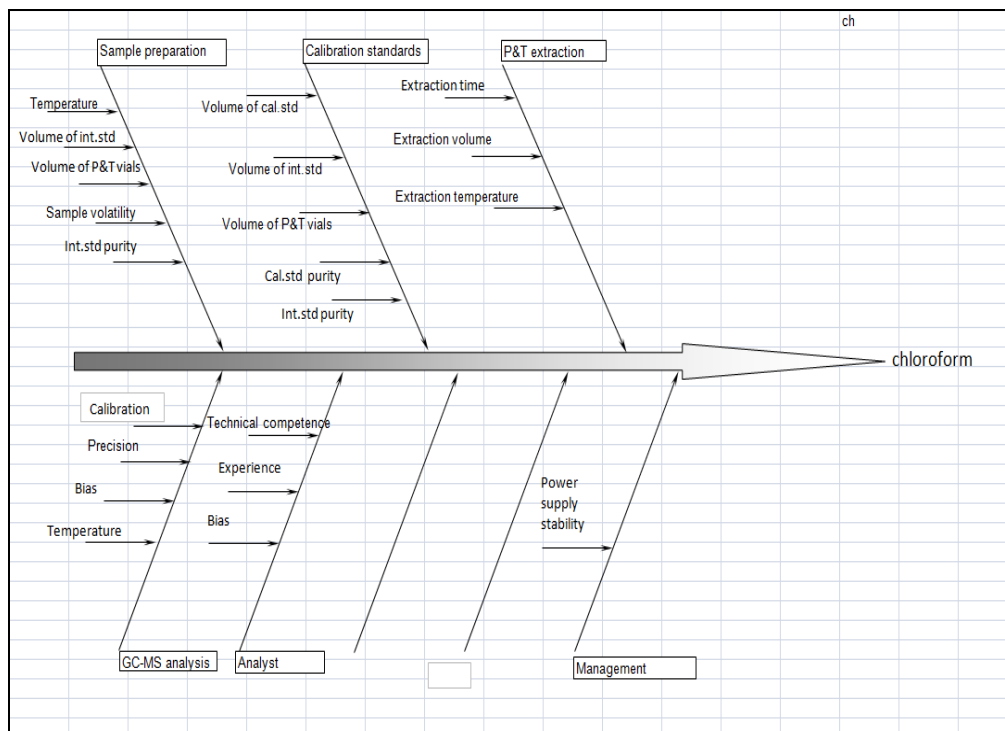 ch
Sample preparation
Temperature
Volume of int.std
Volume of P&T vials
Sample volatility
Int.std purity
Calibration standards
Volume of cal.std
Volume of int.std
Volume of P&T vials
Cal.std purity
Int.std purity
P&T extraction
Extraction time
Extraction volume
Extraction temperature
chloroform
Calibration
Precision
Bias
Temperature
GC-MS analysis
Technical competence
Experience
Bias
Analyst
Power
supply
stability
Management